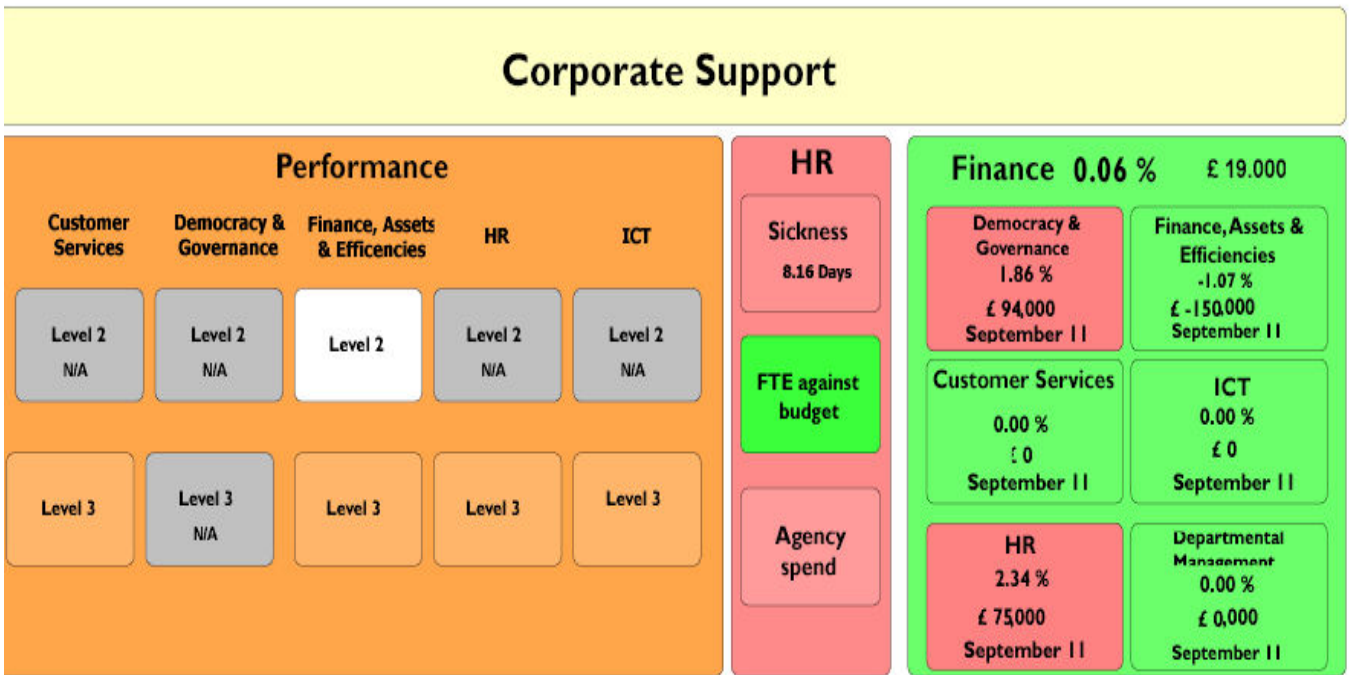 Corporate Support
Performance
Customer
Services
Democracy &
Governance
Finance, Assets
& Efficencies
HR
ICT
Level 2
N/A
Level 2
N/A
Level 2
Level 2
N/A
Level 2
N/A
Level 3
Level 3
N/A
Level 3
Level 3
Level 3
HR
Sickness
8.16 Days
FTE against
budget
Agency
spend
Finance 0.06 % £ 19.000
Democracy &
Governance
1.86 %
£ 94,000
September 11
Finance, Assets &
Efficiencies
-1.07 %
£ -150,000
September 11
Customer Services
0.00 %
£ 0
September 11
ICT
0.00 %
£ 0
September 11
HR
2.34 %
£ 75,000
September 11
Departmental
Management
0.00 %
£ 0,000
September 11